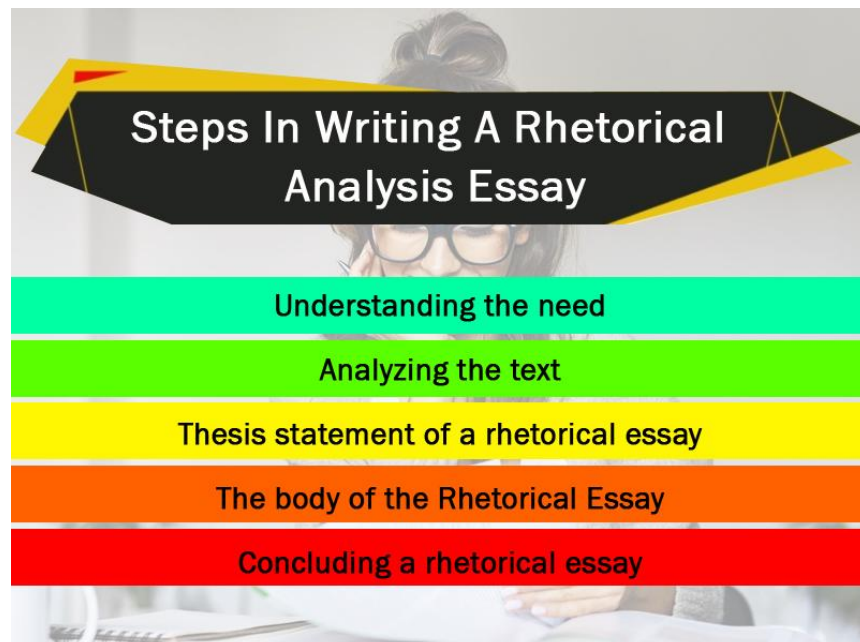 Steps In Writing A Rhetorical
Analysis Essay
Understanding the need
Analyzing the text
Thesis statement of a rhetorical essay
The body of the Rhetorical Essay
Concluding a rhetorical essay